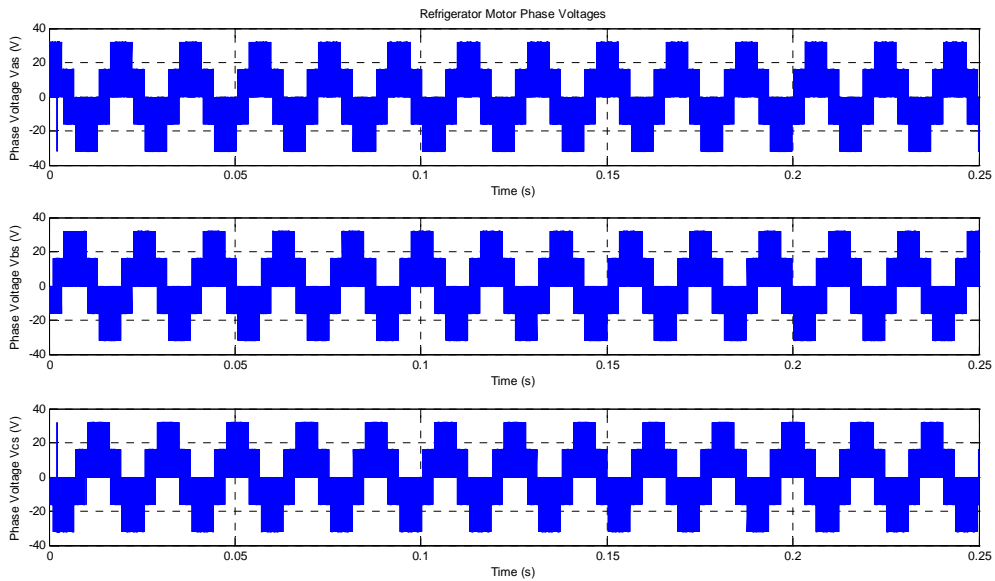 Refrigerator Motor Phase Voltages
Phase Voltage Vas (V)
40
20
0
-20
-40
0 0.05 0.1 0.15 0.2 0.25
Time (s)
Phase Voltage Vbs (V)
40
20
0
-20
-40
0 0.05 0.1 0.15 0.2 0.25
Time (s)
Phase Voltage Vcs (V)
40
20
0
-20
-40
0 0.05 0.1 0.15 0.2 0.25
Time (s)